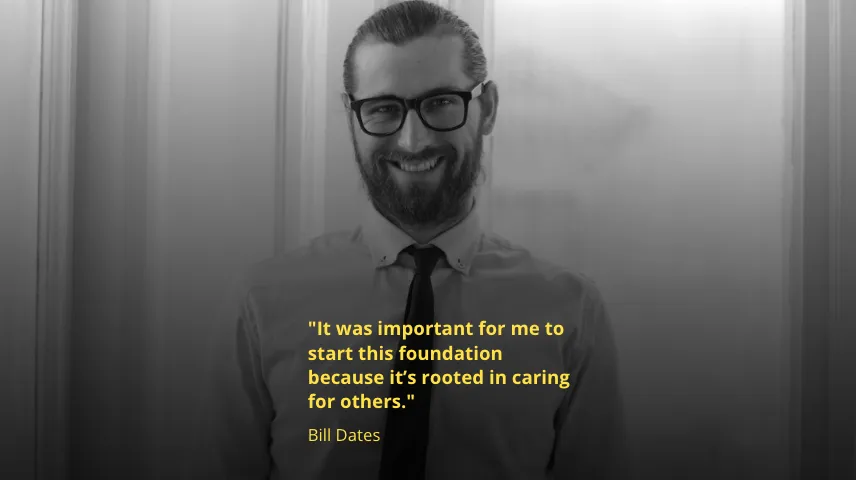 "It was important for me to
start this foundation
because it’s rooted in caring
for others."
Bill Dates